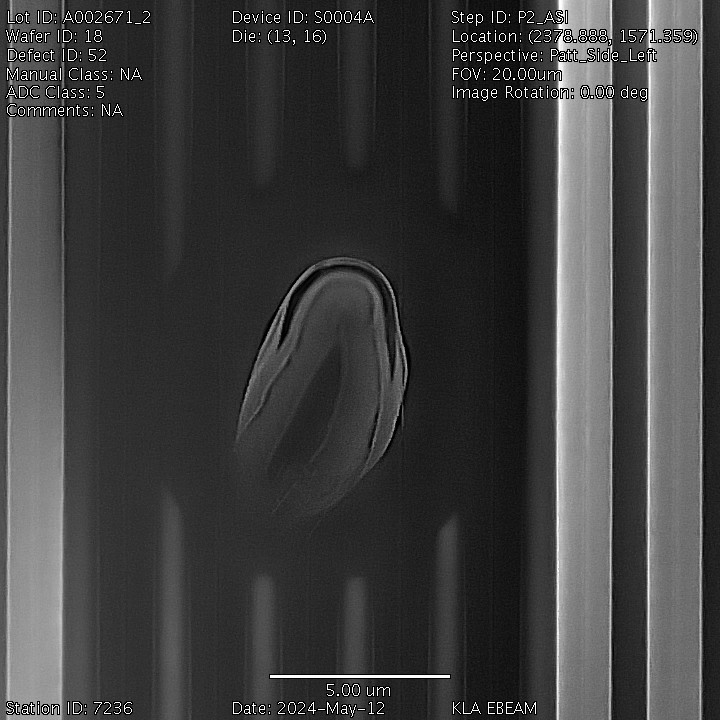 Lot ID: A002671_2
Wafer ID: 18
Defect ID: 52
Manual Class: NA
ADC Class: 5
Comments: NA
Device ID: S0004A
Die: (13, 16)
Step ID: P2_ASI
Location: (2378.888, 1571.359)
Perspective: Patt_Side_Left
FOV: 20.00um
Image Rotation: 0.00 deg
5.00 um
Station ID: 7236
Date: 2024-May-12
KLA EBEAM